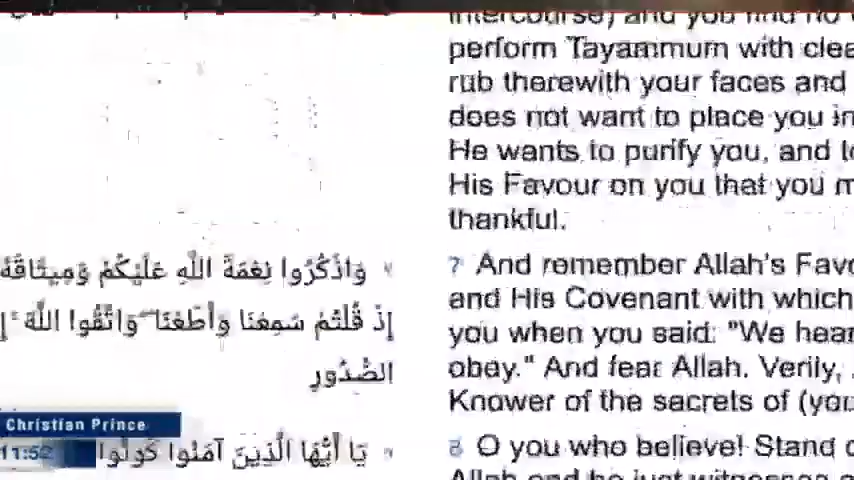 perform Tayammum with clea
rub therewith your faces and
does not want to place you in
He wants to purify you, and to
His Favour on you that you m
thankful.
7 And remember Allah's Favo
and His Covenant with which
you when you said: "We hear
obey." And fear Allah. Verily,
Knower of the secrets of (you
8 O you who believe! Stand o
وَاذْكُرُوا نِعْمَةَ اللَّهِ عَلَيْكُمْ وَمِيثَاقَهُ
إِذْ قُلْتُمْ سَمِعْنَا وَأَطَعْنَا ۖ وَاتَّقُوا اللَّهَ ۚ
الصُّدُورِ
يَا أَيُّهَا الَّذِينَ آمَنُوا كُونُوا
Christian Prince
11:52